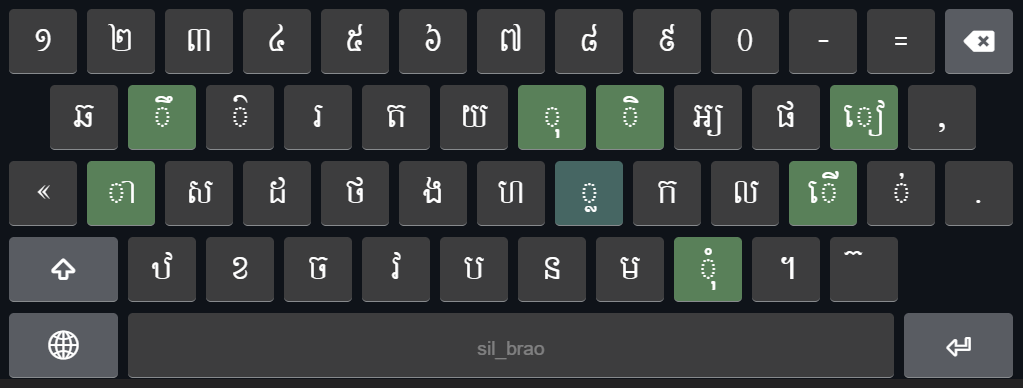 ១ ២ ៣ ៤ ៥ ៦ ៧ ៨ ៩ 0 - =
ឆ ឹ ៑ រ ត យ ុ ិ អ្យ ផ ៀ ,
« ា ស ដ ថ ង ហ ្ល ក ល ើ ់ .
ឋ ខ ច វ ប ន ម ុំ ។ ៊
sil_brao